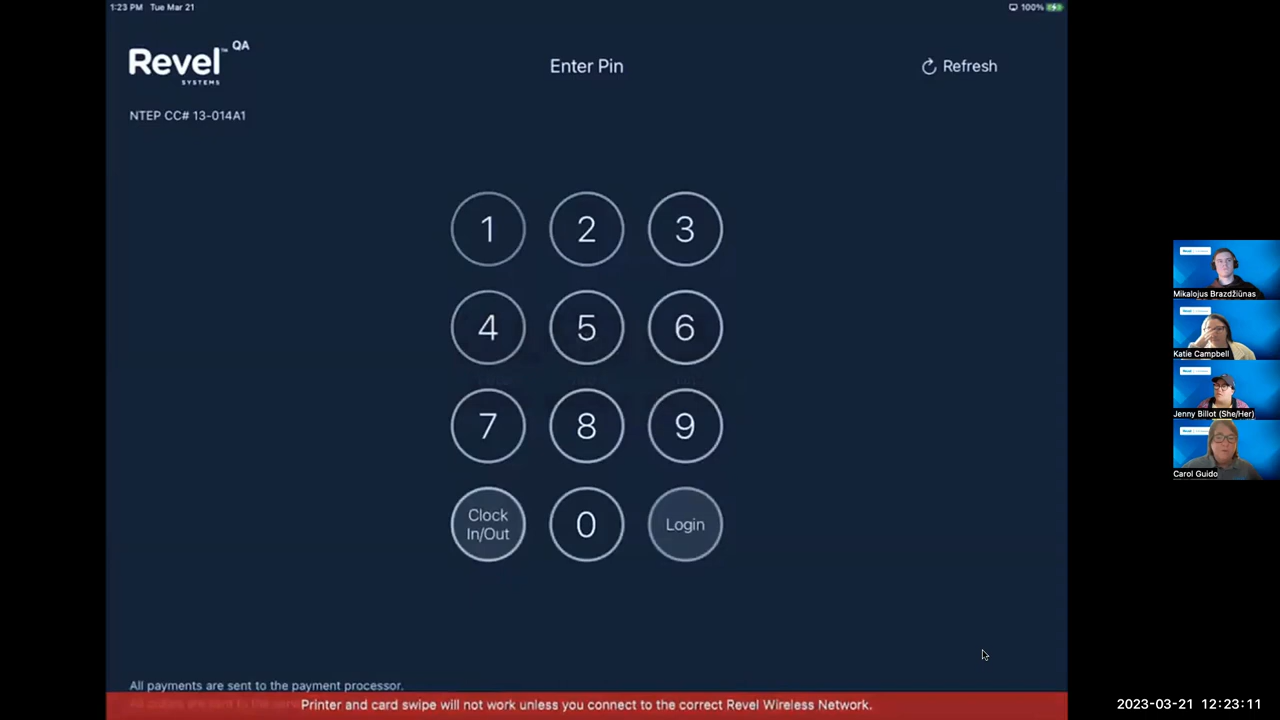 1:23 PM Tue Mar 21
100%
Revel™ QA
SYSTEMS
Enter Pin
Refresh
NTEP CC# 13-014A1
1 2 3
4 5 6
7 8 9
Clock
In/Out
0
Login
All payments are sent to the payment processor.
Printer and card swipe will not work unless you connect to the correct Revel Wireless Network.
Mikalojus Brazdžiūnas
Katie Campbell
Jenny Billot (She/Her)
Carol Guido
2023-03-21 12:23:11